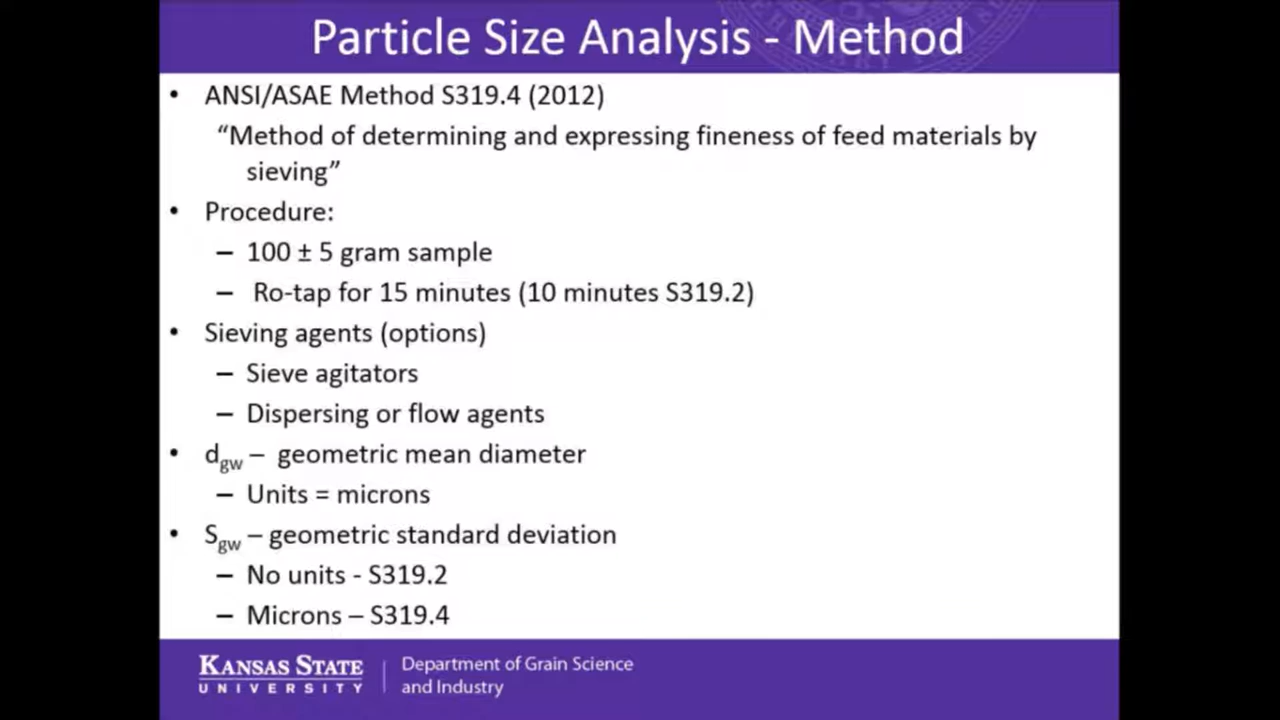 Particle Size Analysis - Method
• ANSI/ASAE Method S319.4 (2012)
“Method of determining and expressing fineness of feed materials by
sieving”
• Procedure:
– 100 ± 5 gram sample
– Ro-tap for 15 minutes (10 minutes S319.2)
• Sieving agents (options)
– Sieve agitators
– Dispersing or flow agents
• dgw – geometric mean diameter
– Units = microns
• Sgw – geometric standard deviation
– No units - S319.2
– Microns – S319.4
KANSAS STATE
UNIVERSITY
Department of Grain Science
and Industry